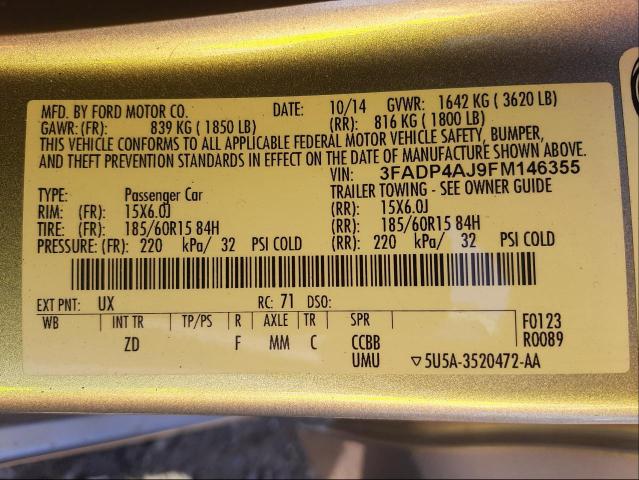 MFD. BY FORD MOTOR CO. DATE: 10/14 GVWR: 1642 KG ( 3620 LB)
GAWR: (FR): 839 KG ( 1850 LB) (RR): 816 KG ( 1800 LB)
THIS VEHICLE CONFORMS TO ALL APPLICABLE FEDERAL MOTOR VEHICLE SAFETY, BUMPER,
AND THEFT PREVENTION STANDARDS IN EFFECT ON THE DATE OF MANUFACTURE SHOWN ABOVE.
VIN: 3FADP4AJ9FM146355
TYPE: Passenger Car TRAILER TOWING - SEE OWNER GUIDE
RIM: (FR): 15X6.0J (RR): 15X6.0J
TIRE: (FR): 185/60R15 84H (RR): 185/60R15 84H
PRESSURE: (FR): 220 kPa/ 32 PSI COLD (RR): 220 kPa/ 32 PSI COLD
EXT PNT: UX RC: 71 DSO:
WB INT TR TP/PS R AXLE TR SPR F0123
ZD F MM C CCBB R0089
UMU ▽5U5A-3520472-AA